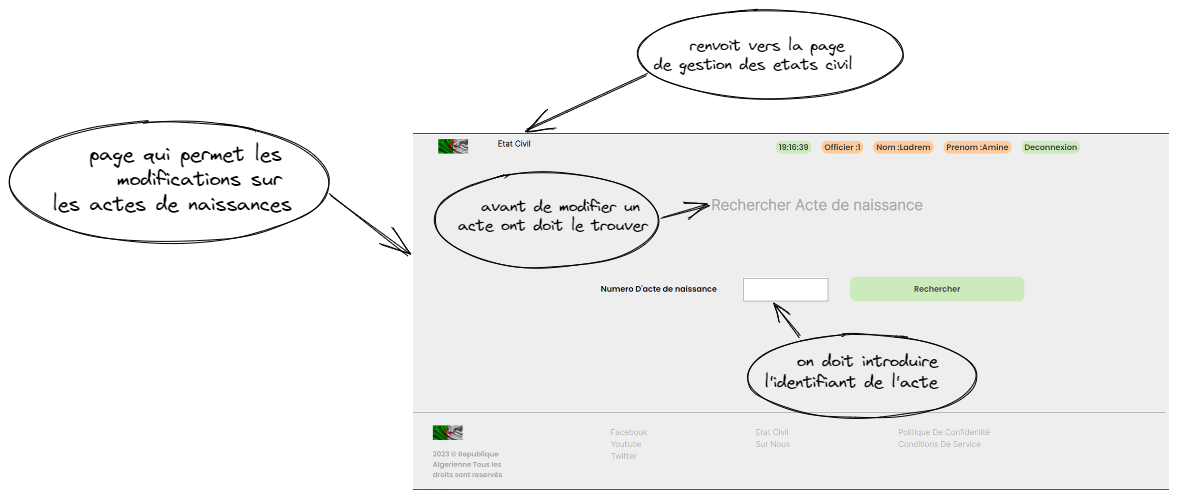 renvoit vers la page
de gestion des etats civil
page qui permet les
modifications sur
les actes de naissances
Etat Civil
19:16:39
Officier :1
Nom :Ladrem
Prenom :Amine
Deconnexion
avant de modifier un
acte ont doit le trouver
Rechercher Acte de naissance
Numero D'acte de naissance
Rechercher
on doit introduire
l'identifiant de l'acte
2023 © Republique
Algerienne Tous les
droits sont reservés
Facebook
Youtube
Twitter
Etat Civil
Sur Nous
Politique De Confidenlité
Conditions De Service